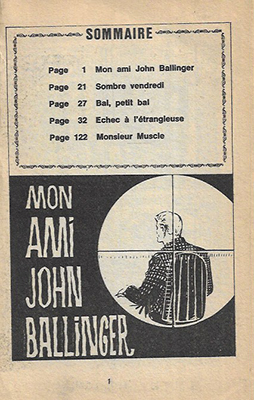 SOMMAIRE
Page 1 Mon ami John Ballinger
Page 21 Sombre vendredi
Page 27 Bal, petit bal
Page 32 Echec à l'étrangleuse
Page 122 Monsieur Muscle
MON
AMI
JOHN
BALLINGER
1